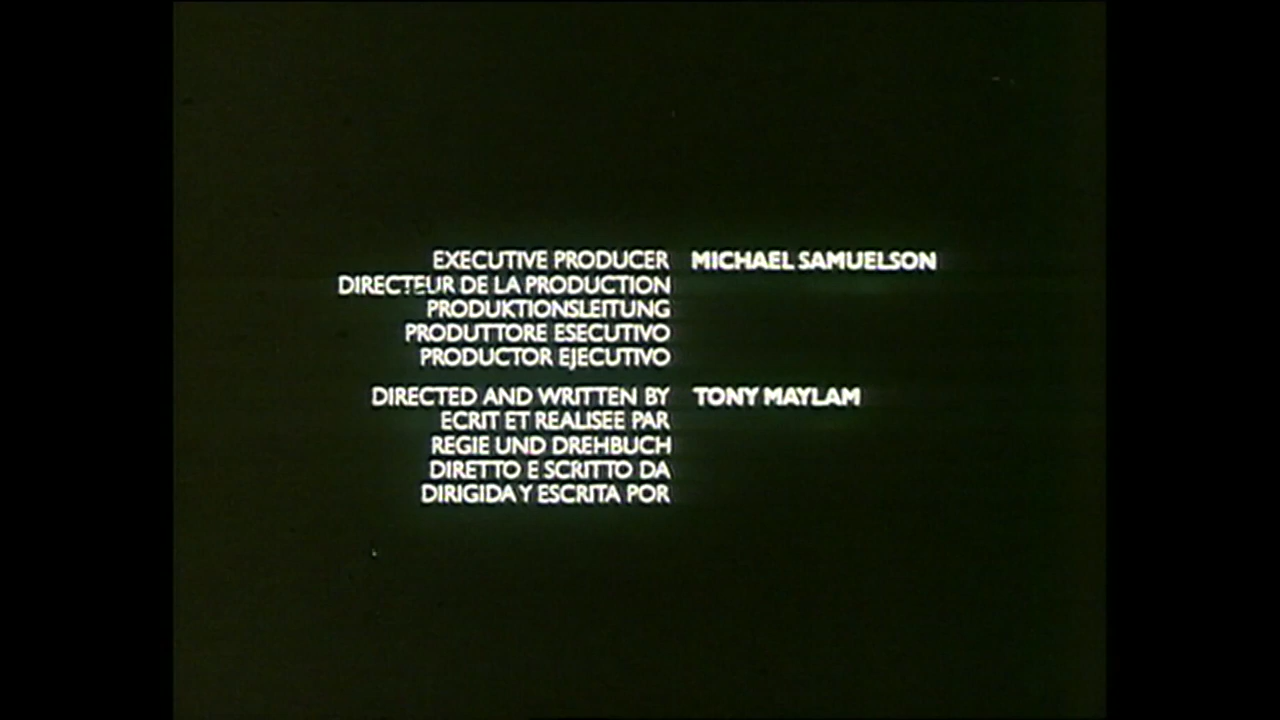 EXECUTIVE PRODUCER MICHAEL SAMUELSON
DIRECTEUR DE LA PRODUCTION
PRODUKTIONSLEITUNG
PRODUTTORE ESECUTIVO
PRODUCTOR EJECUTIVO
DIRECTED AND WRITTEN BY TONY MAYLAM
ECRIT ET REALISEE PAR
REGIE UND DREHBUCH
DIRETTO E SCRITTO DA
DIRIGIDA Y ESCRITA POR